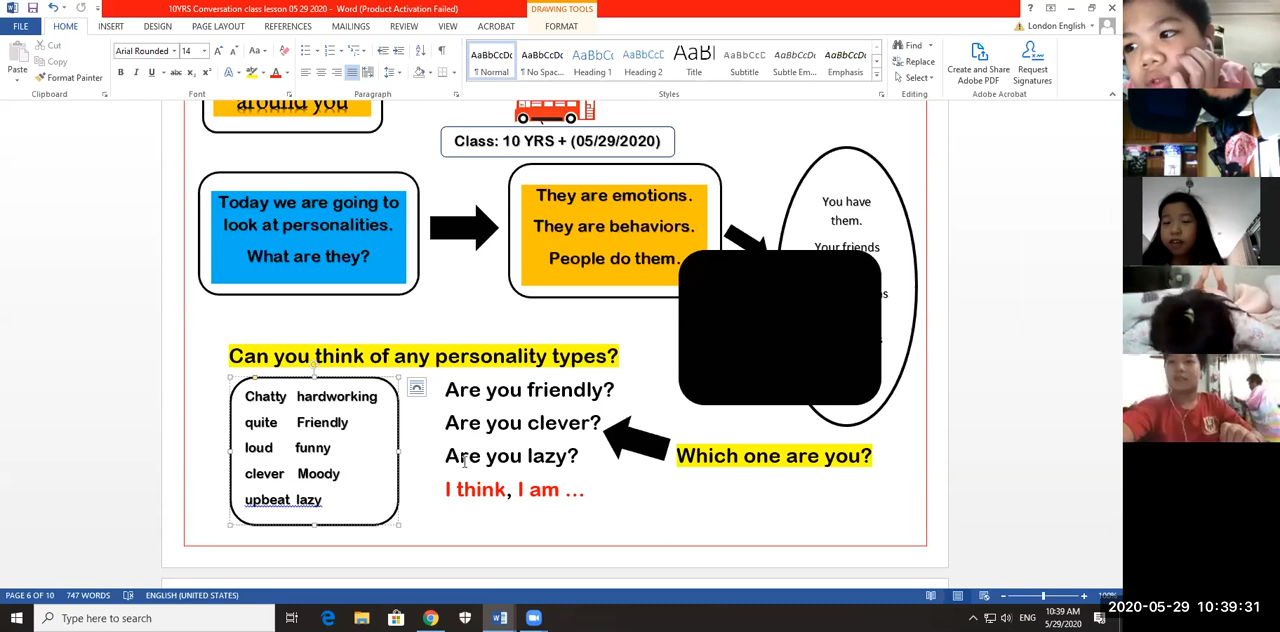 10YRS Conversation class lesson 05 29 2020 - Word (Product Activation Failed)
DRAWING TOOLS
FILE HOME INSERT DESIGN PAGE LAYOUT REFERENCES MAILINGS REVIEW VIEW ACROBAT FORMAT
London English
Paste
Cut
Copy
Format Painter
Clipboard
Arial Rounded 14
Font
Paragraph
AaBbCcDc AaBbCcDc AaBbCc AaBbCcD AaBl AaBbCcD AaBbCcDc AaBbCcDc
¶ Normal ¶ No Spac... Heading 1 Heading 2 Title Subtitle Subtle Em... Emphasis
Styles
Find
Replace
Select
Editing
Create and Share
Adobe PDF
Request
Signatures
Adobe Acrobat
around you
Class: 10 YRS + (05/29/2020)
Today we are going to
look at personalities.
What are they?
They are emotions.
They are behaviors.
People do them.
You have
them.
Your friends
Can you think of any personality types?
Chatty hardworking
quite Friendly
loud funny
clever Moody
upbeat lazy
Are you friendly?
Are you clever?
Are you lazy?
I think, I am ...
Which one are you?
PAGE 6 OF 10 747 WORDS ENGLISH (UNITED STATES)
100%
Type here to search
ENG
10:39 AM
5/29/2020
2020-05-29 10:39:31